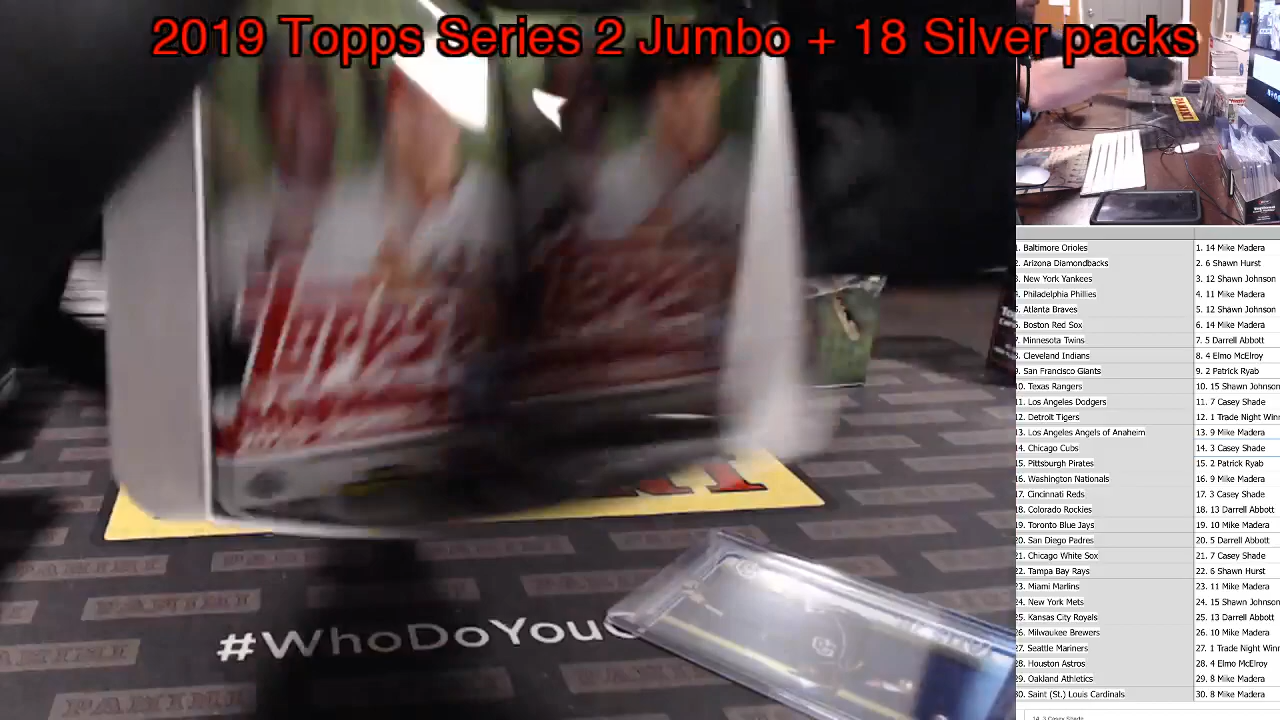 2019 Topps Series 2 Jumbo + 18 Silver packs
PANINI
TOPPS
#WhoDoYou
PANINI
1. Baltimore Orioles 1. 14 Mike Madera
2. Arizona Diamondbacks 2. 6 Shawn Hurst
3. New York Yankees 3. 12 Shawn Johnson
4. Philadelphia Phillies 4. 11 Mike Madera
5. Atlanta Braves 5. 12 Shawn Johnson
6. Boston Red Sox 6. 14 Mike Madera
7. Minnesota Twins 7. 5 Darrell Abbott
8. Cleveland Indians 8. 4 Elmo McElroy
9. San Francisco Giants 9. 2 Patrick Ryab
10. Texas Rangers 10. 15 Shawn Johnson
11. Los Angeles Dodgers 11. 7 Casey Shade
12. Detroit Tigers 12. 1 Trade Night Winn
13. Los Angeles Angels of Anaheim 13. 9 Mike Madera
14. Chicago Cubs 14. 3 Casey Shade
15. Pittsburgh Pirates 15. 2 Patrick Ryab
16. Washington Nationals 16. 9 Mike Madera
17. Cincinnati Reds 17. 3 Casey Shade
18. Colorado Rockies 18. 13 Darrell Abbott
19. Toronto Blue Jays 19. 10 Mike Madera
20. San Diego Padres 20. 5 Darrell Abbott
21. Chicago White Sox 21. 7 Casey Shade
22. Tampa Bay Rays 22. 6 Shawn Hurst
23. Miami Marlins 23. 11 Mike Madera
24. New York Mets 24. 15 Shawn Johnson
25. Kansas City Royals 25. 13 Darrell Abbott
26. Milwaukee Brewers 26. 10 Mike Madera
27. Seattle Mariners 27. 1 Trade Night Winn
28. Houston Astros 28. 4 Elmo McElroy
29. Oakland Athletics 29. 8 Mike Madera
30. Saint (St.) Louis Cardinals 30. 8 Mike Madera
14. 3 Casey Shade